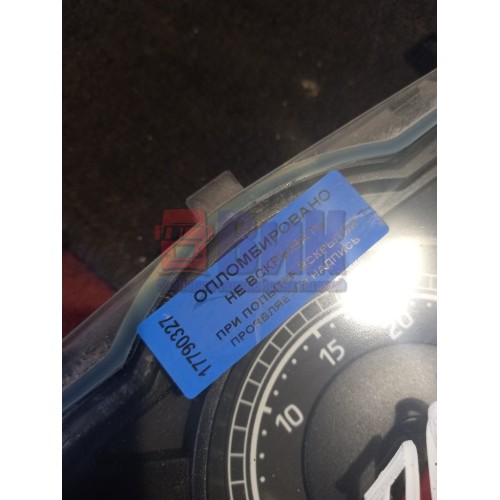 ОПЛОМБИРОВАНО
НЕ ВСКРЫВАТЬ
ПРИ ПОПЫТКЕ ВСКРЫТИЯ
ПРОЯВЛЯЕТСЯ НАДПИСЬ
17790327
10
15
20